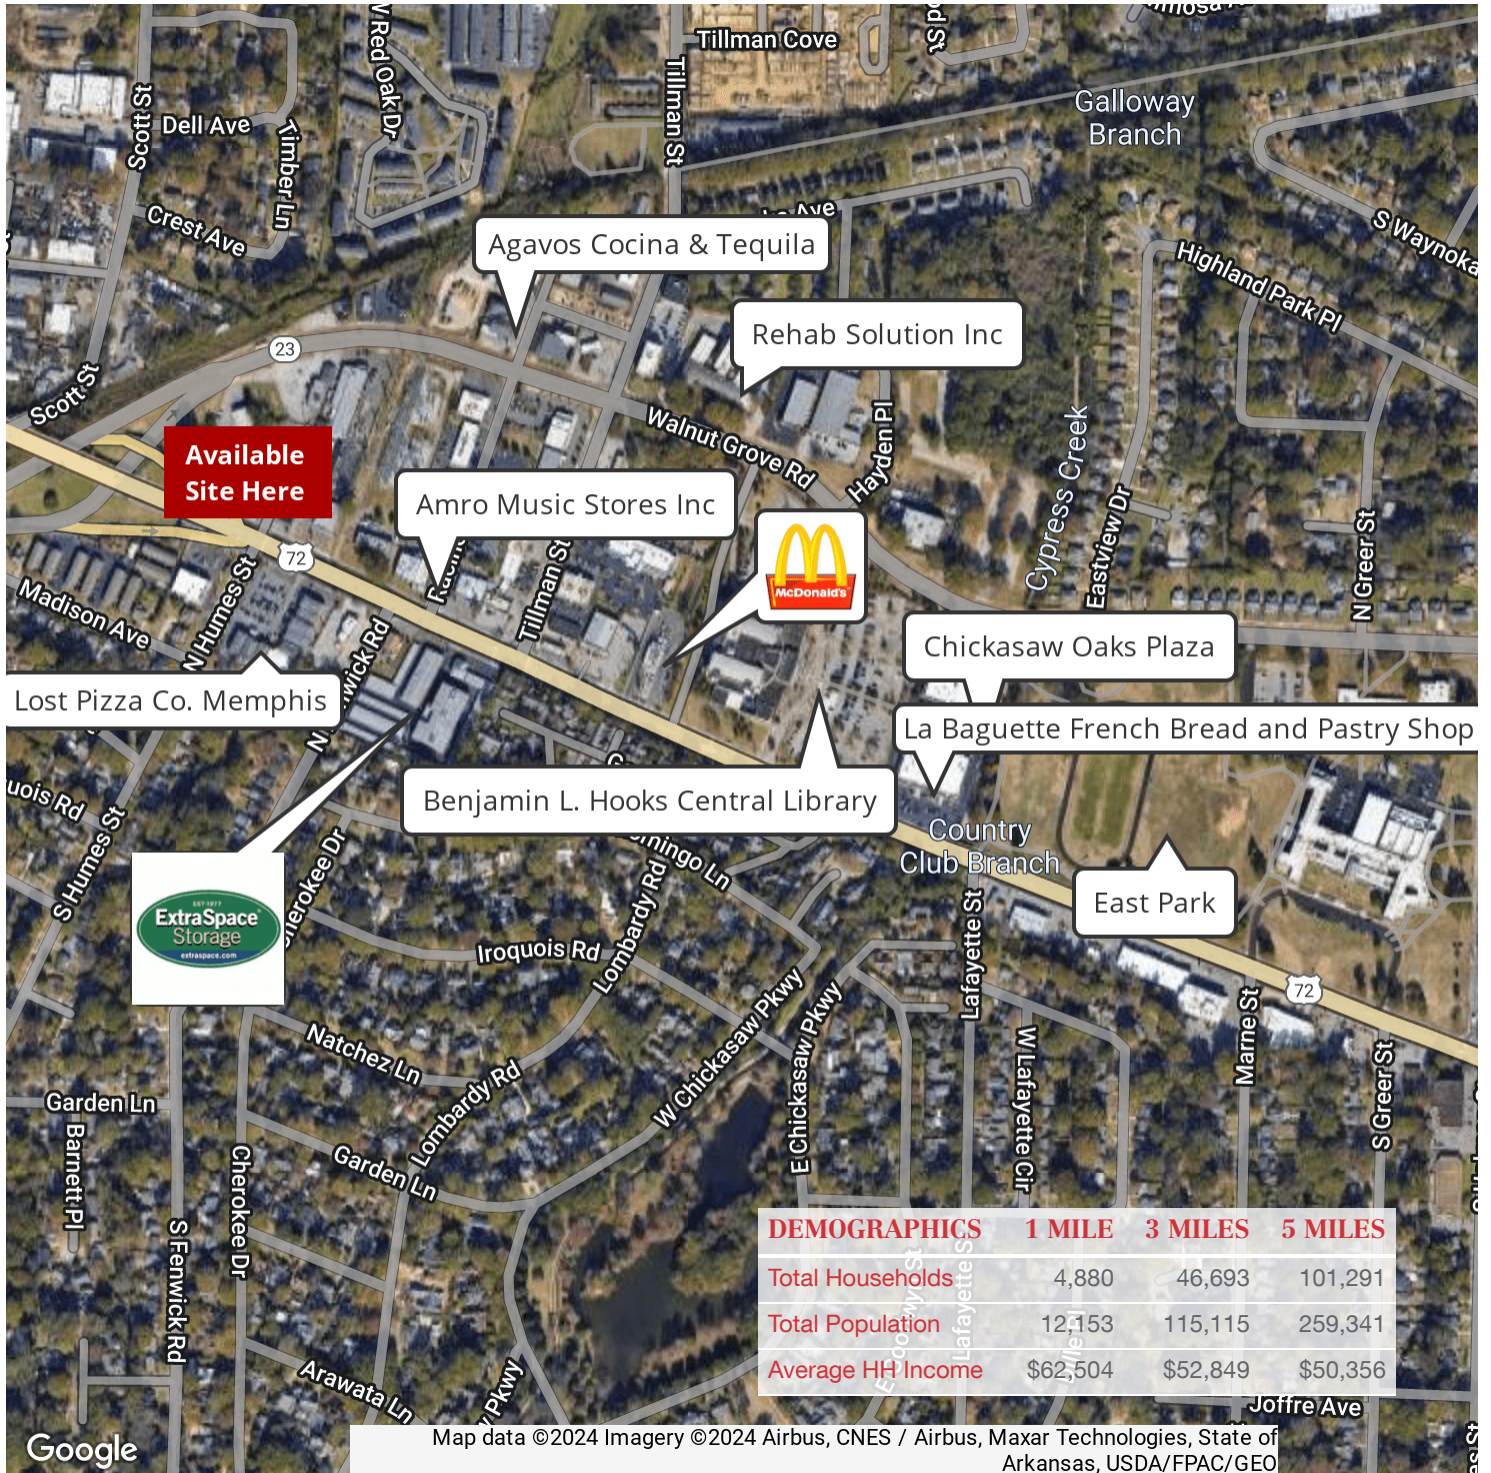 Tillman Cove
Scott St
Dell Ave
W Red Oak Dr
Tillman St
Galloway
Branch
Timber Ln
Crest Ave
S Waynoka
Agavos Cocina & Tequila
Highland Park Pl
Rehab Solution Inc
23
Scott St
Walnut Grove Rd
Hayden Pl
Cypress Creek
Available
Site Here
Amro Music Stores Inc
McDonald's
Eastview Dr
N Greer St
72
Madison Ave
N Humes St
Tillman St
Chickasaw Oaks Plaza
Lost Pizza Co. Memphis
La Baguette French Bread and Pastry Shop
Benjamin L. Hooks Central Library
Country
Club Branch
S Humes St
East Park
EST 1977
ExtraSpace
Storage
extraspace.com
Iroquois Rd
Lombardy Rd
Lafayette St
72
W Chickasaw Pkwy
E Chickasaw Pkwy
Marne St
Natchez Ln
Lombardy Rd
W Lafayette Cir
S Greer St
Garden Ln
Barnett Pl
Cherokee Dr
Garden Ln
S Fenwick Rd
DEMOGRAPHICS 1 MILE 3 MILES 5 MILES
Total Households 4,880 46,693 101,291
Total Population 12,153 115,115 259,341
Average HH Income $62,504 $52,849 $50,356
Arawata Ln
Joffre Ave
Google
Map data ©2024 Imagery ©2024 Airbus, CNES / Airbus, Maxar Technologies, State of
Arkansas, USDA/FPAC/GEO